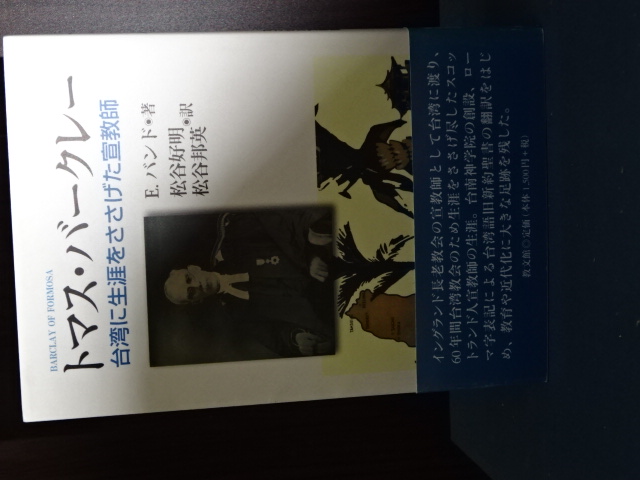 BARCLAY OF FORMOSA
トマス・バークレー
台湾に生涯をささげた宣教師
E. バンド●著
松谷好明●訳
松谷邦英
イングランド長老教会の宣教師として台湾に渡り、
60年間台湾教会のため生涯をささげ尽したスコッ
トランド人宣教師の生涯。台南神学院の創設、ロー
マ字表記による台湾語旧新約聖書の翻訳をはじ
め、教育や近代化に大きな足跡を残した。
教文館◎定価(本体1,500円+税)